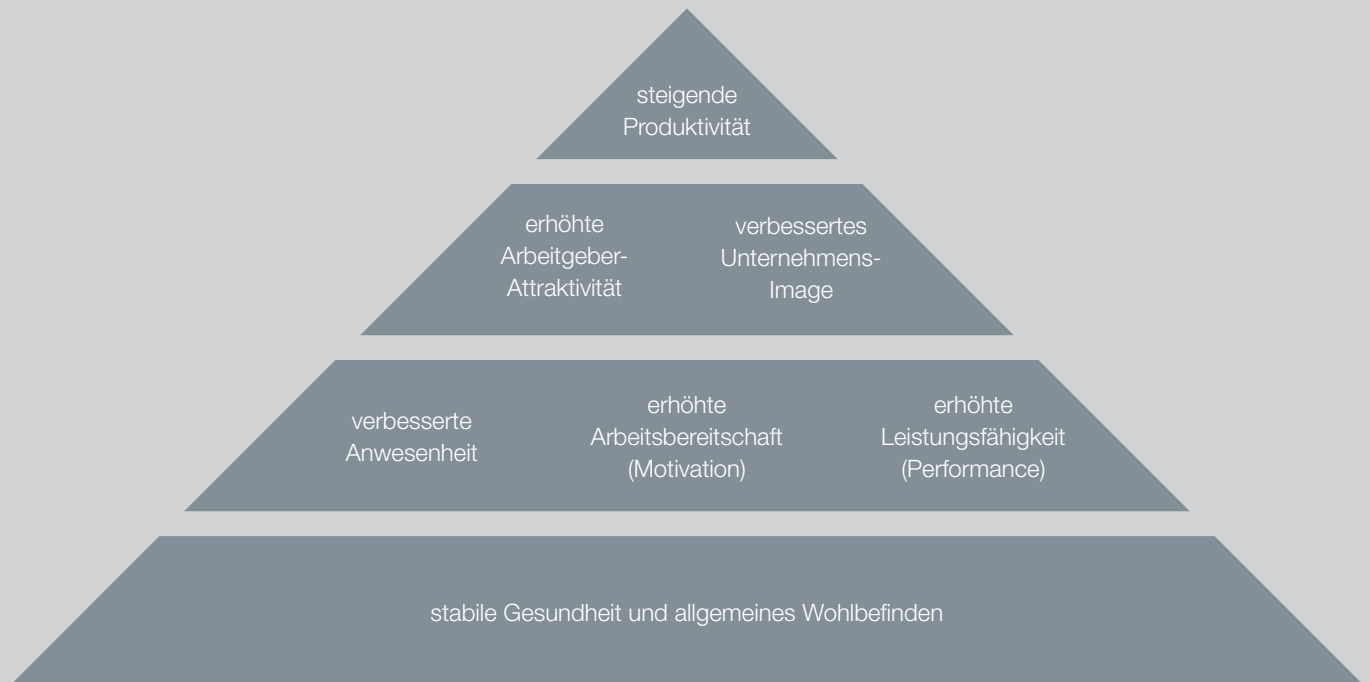 steigende
Produktivität
erhöhte
Arbeitgeber-
Attraktivität
verbessertes
Unternehmens-
Image
verbesserte
Anwesenheit
erhöhte
Arbeitsbereitschaft
(Motivation)
erhöhte
Leistungsfähigkeit
(Performance)
stabile Gesundheit und allgemeines Wohlbefinden